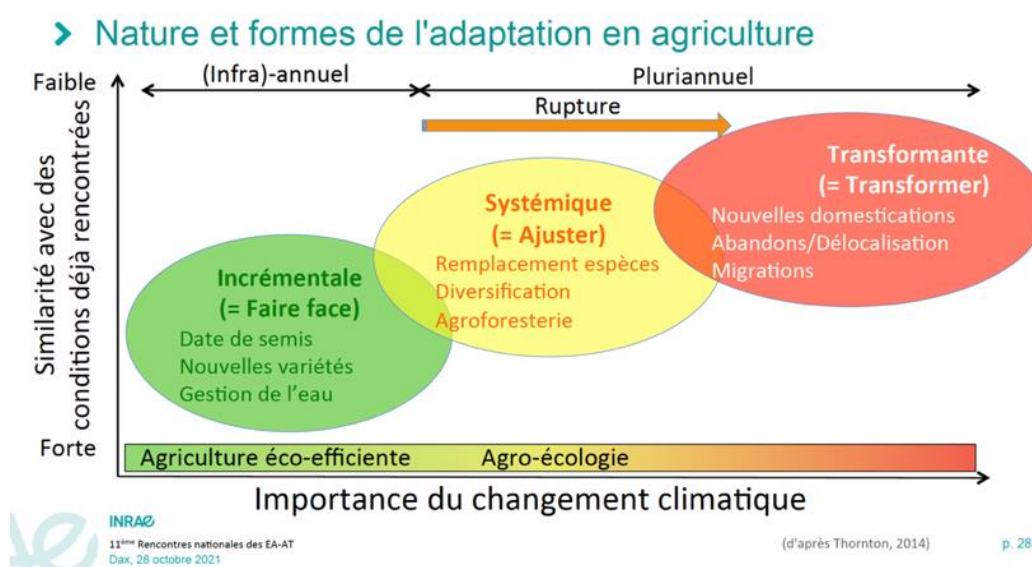 > Nature et formes de l'adaptation en agriculture
(Infra)-annuel
Pluriannuel
Rupture
Faible
Similarité avec des
conditions déjà rencontrées
Forte
Transformante
(= Transformer)
Nouvelles domestications
Abandons/Délocalisation
Migrations
Systémique
(= Ajuster)
Remplacement espèces
Diversification
Agroforesterie
Incrémentale
(= Faire face)
Date de semis
Nouvelles variétés
Gestion de l'eau
Agriculture éco-efficiente
Agro-écologie
Importance du changement climatique
INRAE
11ème Rencontres nationales des EA-AT
Dax, 28 octobre 2021
(d'après Thornton, 2014)
p. 28